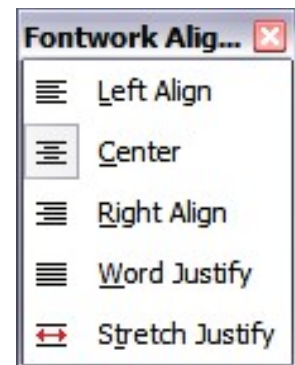 Fontwork Alig...
Left Align
Center
Right Align
Word Justify
Stretch Justify